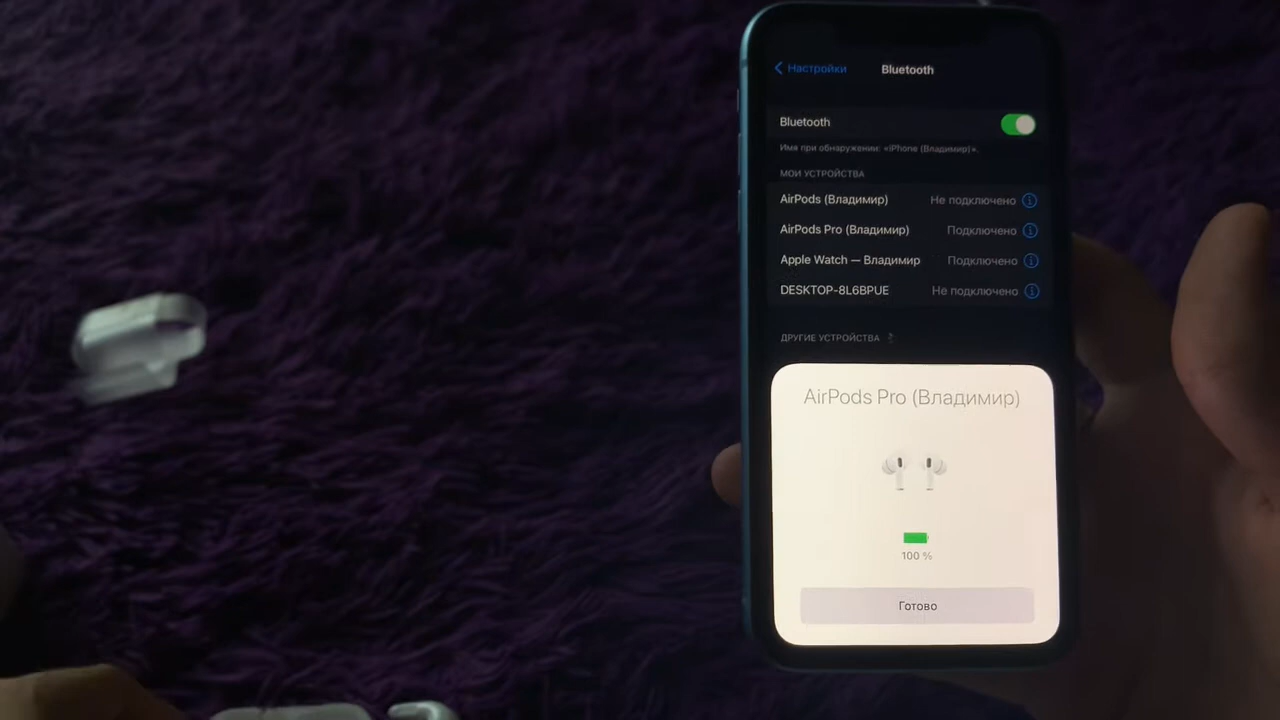 Настройки Bluetooth
Bluetooth
Имя при обнаружении: «iPhone (Владимир)».
МОИ УСТРОЙСТВА
AirPods (Владимир) Не подключено
AirPods Pro (Владимир) Подключено
Apple Watch — Владимир Подключено
DESKTOP-8L6BPUE Не подключено
ДРУГИЕ УСТРОЙСТВА
AirPods Pro (Владимир)
100 %
Готово